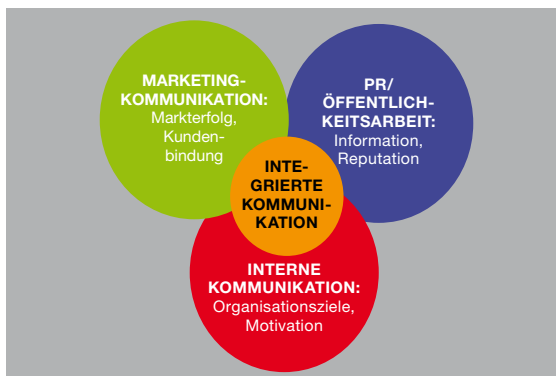 MARKETING-
KOMMUNIKATION:
Markterfolg,
Kunden-
bindung
PR/
ÖFFENTLICH-
KEITSARBEIT:
Information,
Reputation
INTE-
GRIERTE
KOMMUNI-
KATION
INTERNE
KOMMUNIKATION:
Organisationsziele,
Motivation